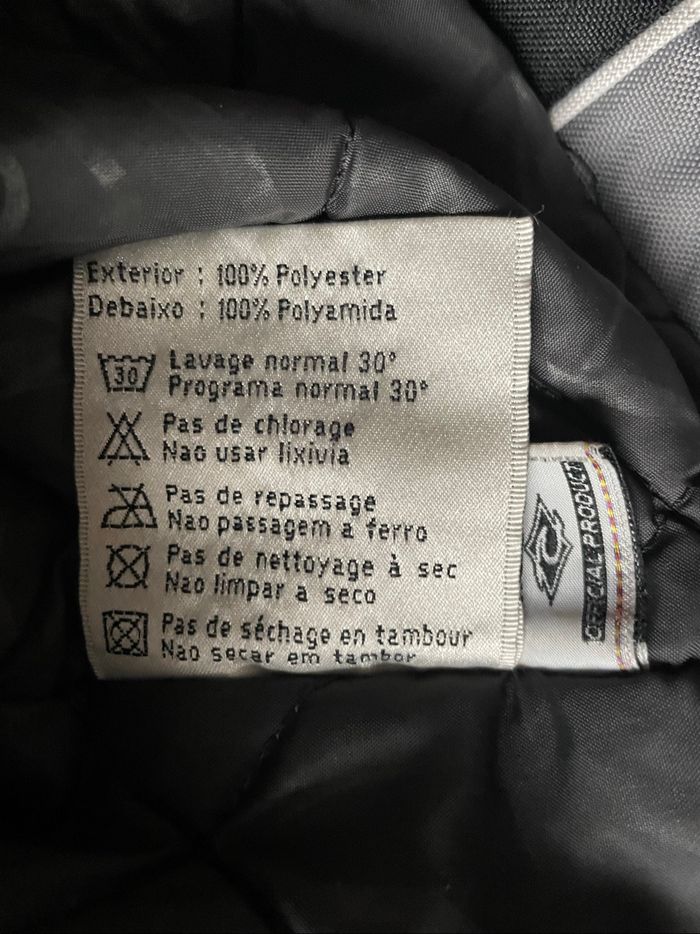 Exterior : 100% Polyester
Debaixo : 100% Polyamida
30
Lavage normal 30°
Programa normal 30°
Pas de chlorage
Nao usar lixivia
Pas de repassage
Nao passagem a ferro
Pas de nettoyage à sec
Nao limpar a seco
Pas de séchage en tambour
Nao secar em tambor
OFFICIAL PRODUCT